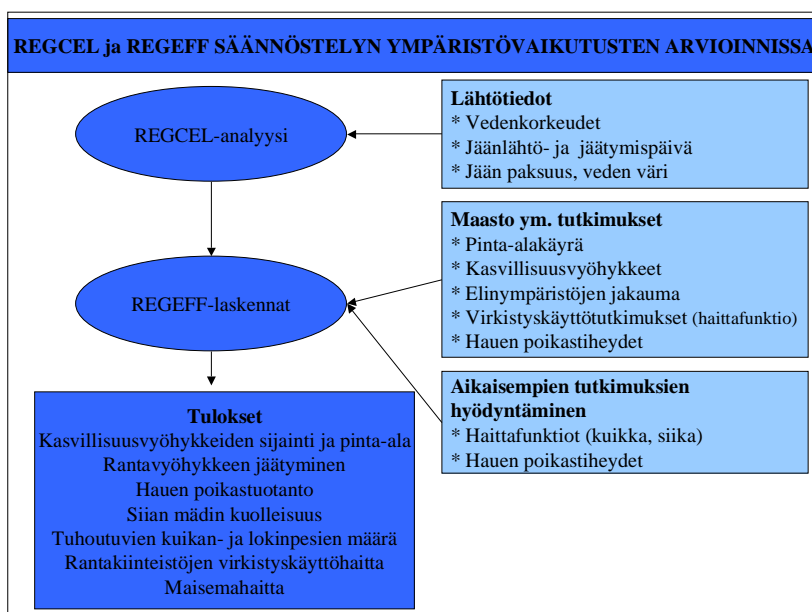 REGCEL ja REGEFF SÄÄNNÖSTELYN YMPÄRISTÖVAIKUTUSTEN ARVIOINNISSA
REGCEL-analyysi
Lähtötiedot
* Vedenkorkeudet
* Jäänlähtö- ja jäätymispäivä
* Jään paksuus, veden väri
REGEFF-laskennat
Maasto ym. tutkimukset
* Pinta-alakäyrä
* Kasvillisuusvyöhykkeet
* Elinympäristöjen jakauma
* Virkistyskäyttötutkimukset (haittafunktio)
* Hauen poikastiheydet
Aikaisempien tutkimuksien
hyödyntäminen
* Haittafunktiot (kuikka, siika)
* Hauen poikastiheydet
Tulokset
Kasvillisuusvyöhykkeiden sijainti ja pinta-ala
Rantavyöhykkeen jäätyminen
Hauen poikastuotanto
Siian mädin kuolleisuus
Tuhoutuvien kuikan- ja lokinpesien määrä
Rantakiinteistöjen virkistyskäyttöhaitta
Maisemahaitta